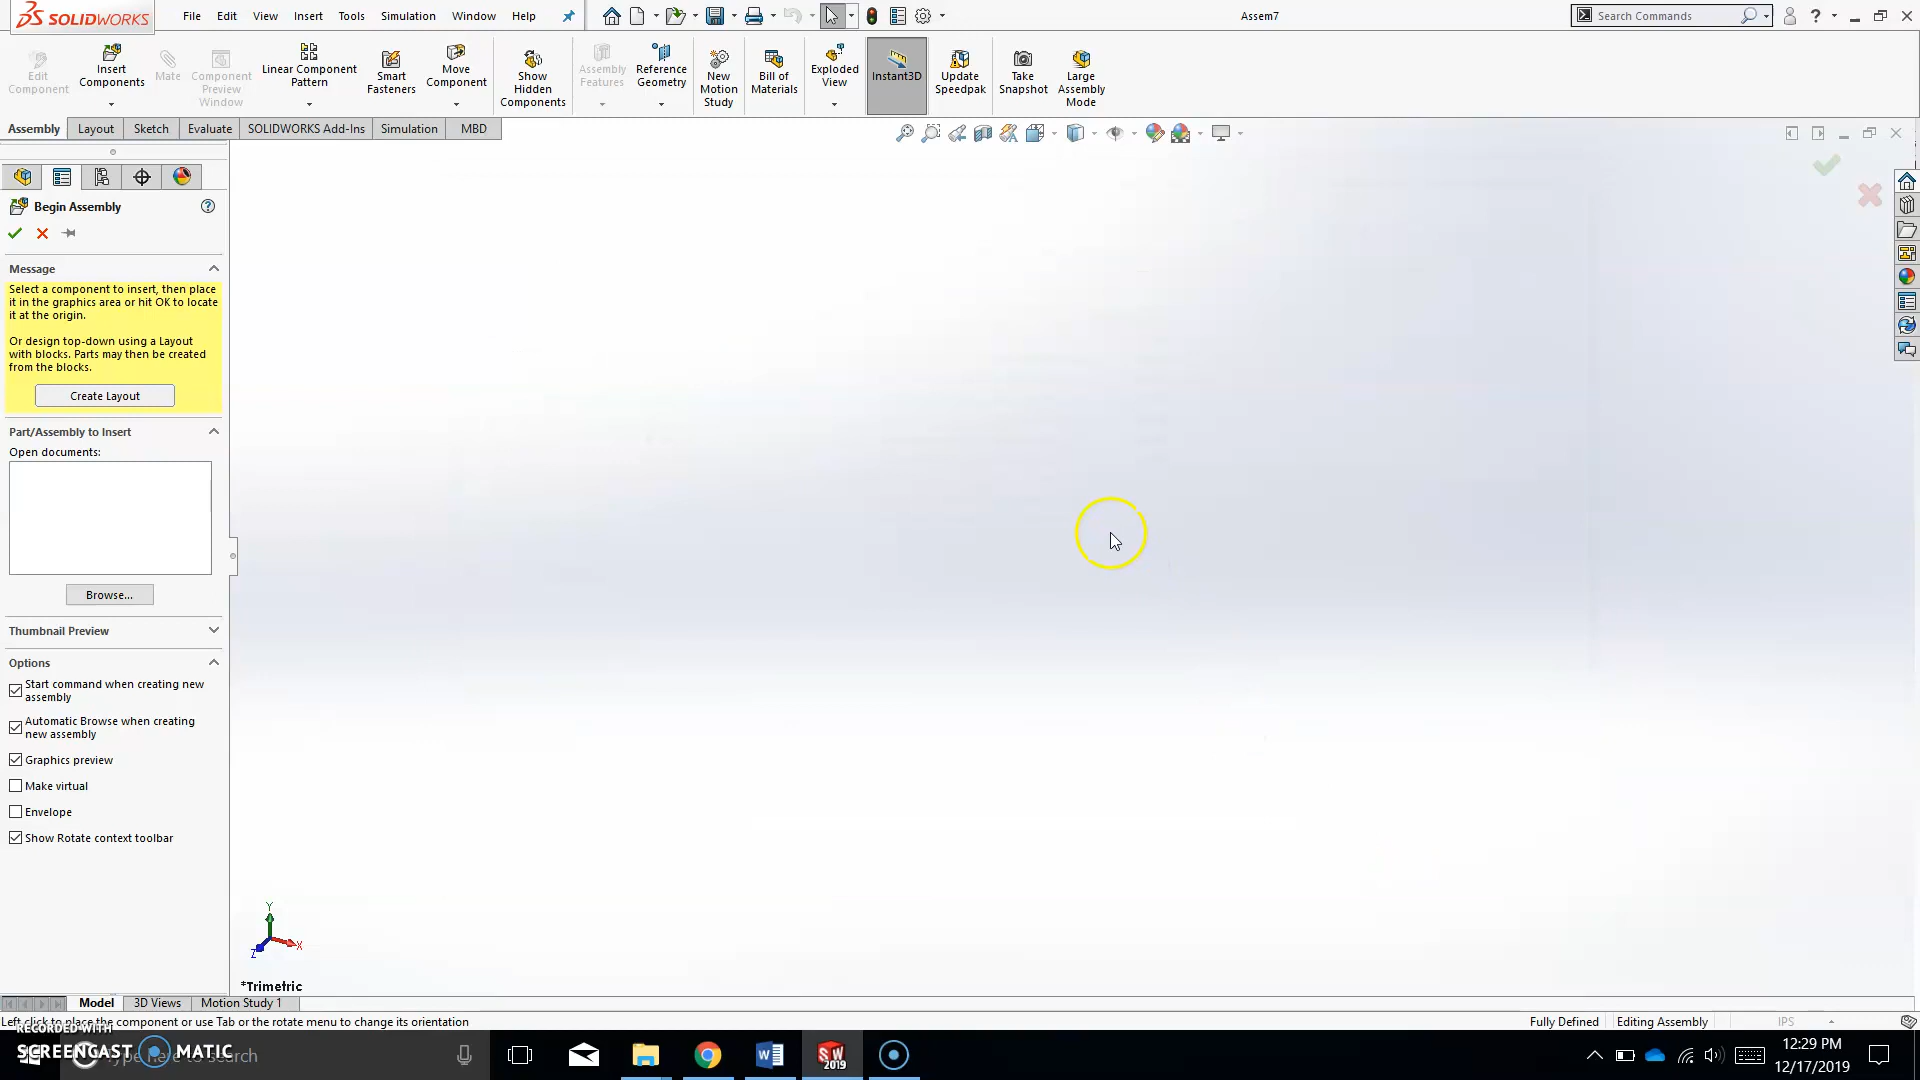 SOLIDWORKS
File Edit View Insert Tools Simulation Window Help
Assem7
Search Commands
Edit
Component
Insert
Components
Mate
Component
Preview
Window
Linear Component
Pattern
Smart
Fasteners
Move
Component
Show
Hidden
Components
Assembly
Features
Reference
Geometry
New
Motion
Study
Bill of
Materials
Exploded
View
Instant3D
Update
Speedpak
Take
Snapshot
Large
Assembly
Mode
Assembly Layout Sketch Evaluate SOLIDWORKS Add-Ins Simulation MBD
Begin Assembly
Message
Select a component to insert, then place
it in the graphics area or hit OK to locate
it at the origin.
Or design top-down using a Layout
with blocks. Parts may then be created
from the blocks.
Create Layout
Part/Assembly to Insert
Open documents:
Browse...
Thumbnail Preview
Options
Start command when creating new
assembly
Automatic Browse when creating
new assembly
Graphics preview
Make virtual
Envelope
Show Rotate context toolbar
Y
X
Z
*Trimetric
Model 3D Views Motion Study 1
Left click to place the component or use Tab or the rotate menu to change its orientation
Fully Defined Editing Assembly IPS
RECORDED WITH
SCREENCAST MATIC
Type here to search
SW
2019
12:29 PM
12/17/2019